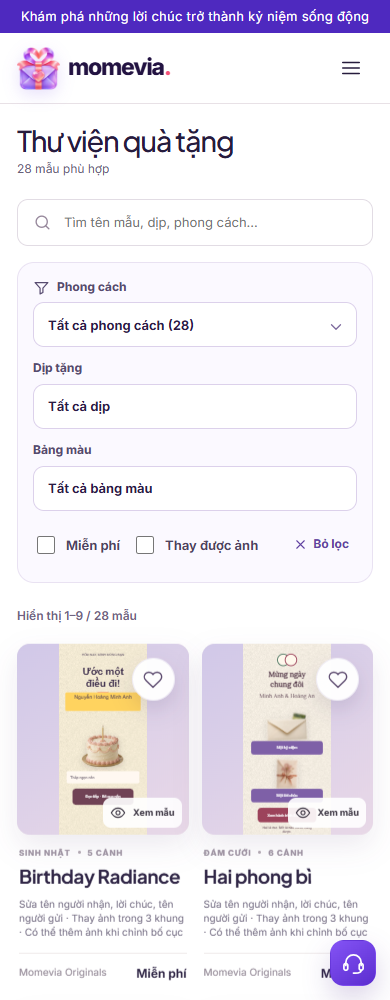 Khám phá những lời chúc trở thành kỷ niệm sống động
momevia.
Thư viện quà tặng
28 mẫu phù hợp
Tìm tên mẫu, dịp, phong cách...
Phong cách
Tất cả phong cách (28)
Dịp tặng
Tất cả dịp
Bảng màu
Tất cả bảng màu
Miễn phí
Thay được ảnh
Bỏ lọc
Hiển thị 1–9 / 28 mẫu
Ước một
điều đi!
Nguyễn Hoàng Minh Anh
Xem mẫu
SINH NHẬT • 5 CẢNH
Birthday Radiance
Sửa tên người nhận, lời chúc, tên
người gửi · Thay ảnh trong 3 khung
· Có thể thêm ảnh khi bố cục
Momevia Originals
Miễn phí
Mừng ngày
chung đôi
Minh Anh & Hoàng An
Xem mẫu
ĐÁM CƯỚI • 6 CẢNH
Hai phong bì
Sửa tên người nhận, lời chúc, tên
người gửi · Thay ảnh trong 3 khung
· Có thể thêm ảnh khi bố cục
Momevia Originals